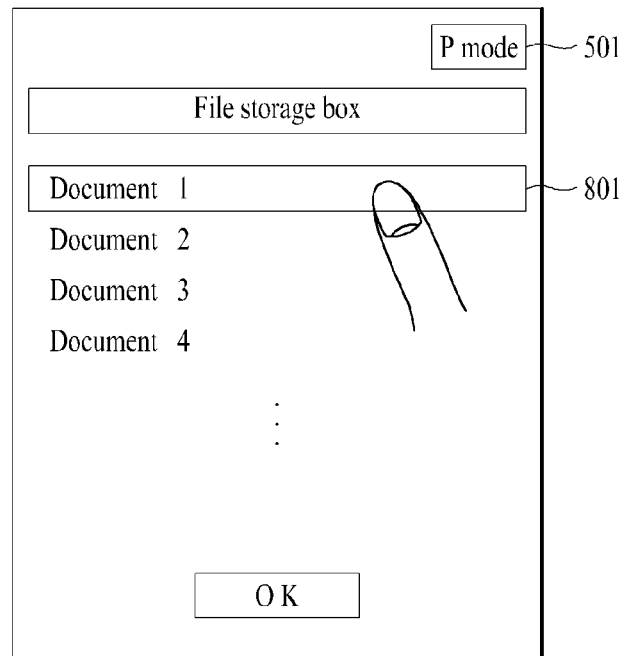 P mode 501
File storage box
Document 1 801
Document 2
Document 3
Document 4
OK